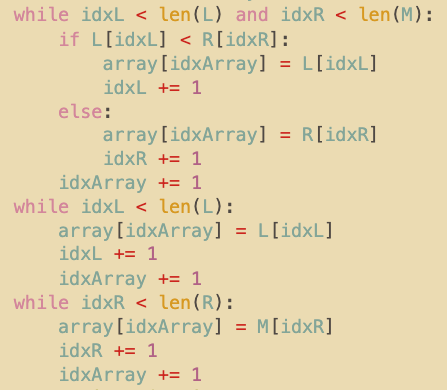 while idxL < len(L) and idxR < len(M):
    if L[idxL] < R[idxR]:
        array[idxArray] = L[idxL]
        idxL += 1
    else:
        array[idxArray] = R[idxR]
        idxR += 1
    idxArray += 1
while idxL < len(L):
    array[idxArray] = L[idxL]
    idxL += 1
    idxArray += 1
while idxR < len(R):
    array[idxArray] = M[idxR]
    idxR += 1
    idxArray += 1